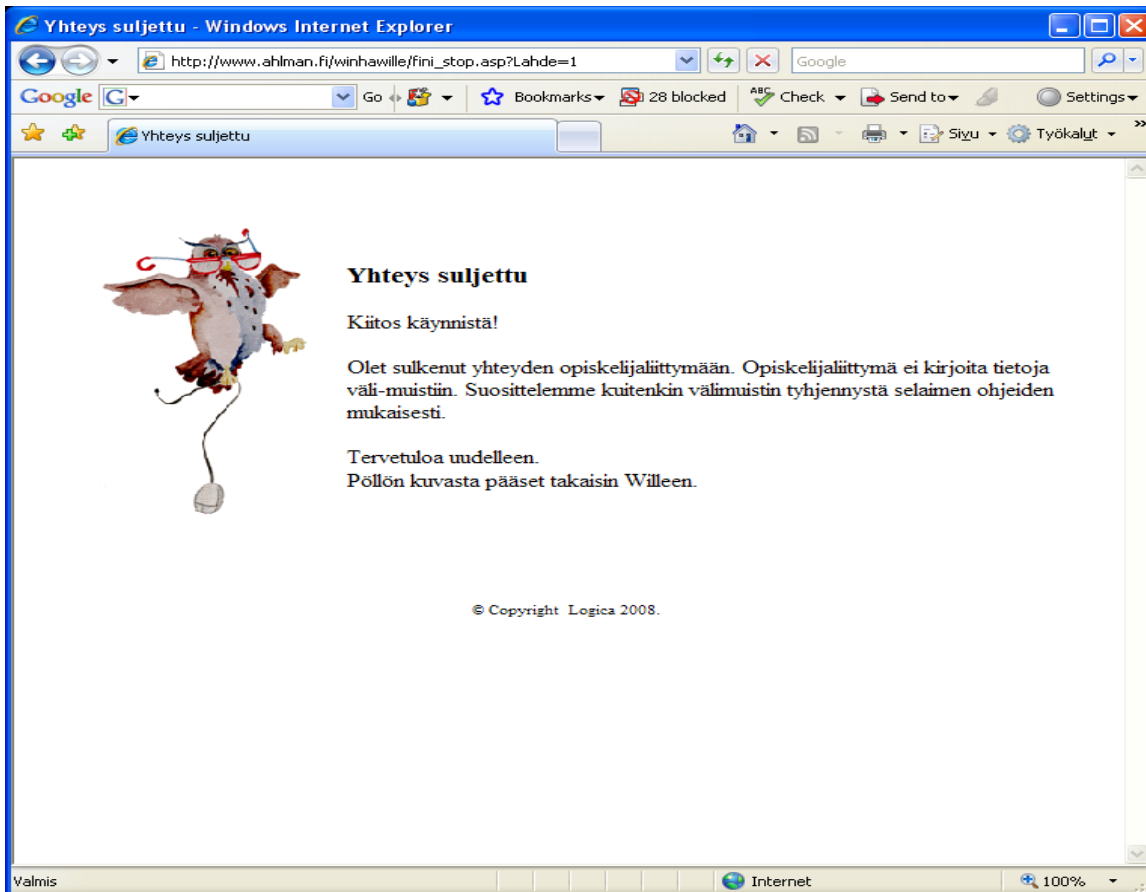 Yhteys suljettu - Windows Internet Explorer
http://www.ahlman.fi/winhawille/fini_stop.asp?Lahde=1
Google
Google G Go Bookmarks 28 blocked ABC Check Send to Settings
Yhteys suljettu Sivu Työkalut »
Yhteys suljettu
Kiitos käynnistä!
Olet sulkenut yhteyden opiskelijaliittymään. Opiskelijaliittymä ei kirjoita tietoja
väli-muistiin. Suosittelemme kuitenkin välimuistin tyhjennystä selaimen ohjeiden
mukaisesti.
Tervetuloa uudelleen.
Pöllön kuvasta pääset takaisin Willeen.
© Copyright Logica 2008.
Valmis Internet 100%